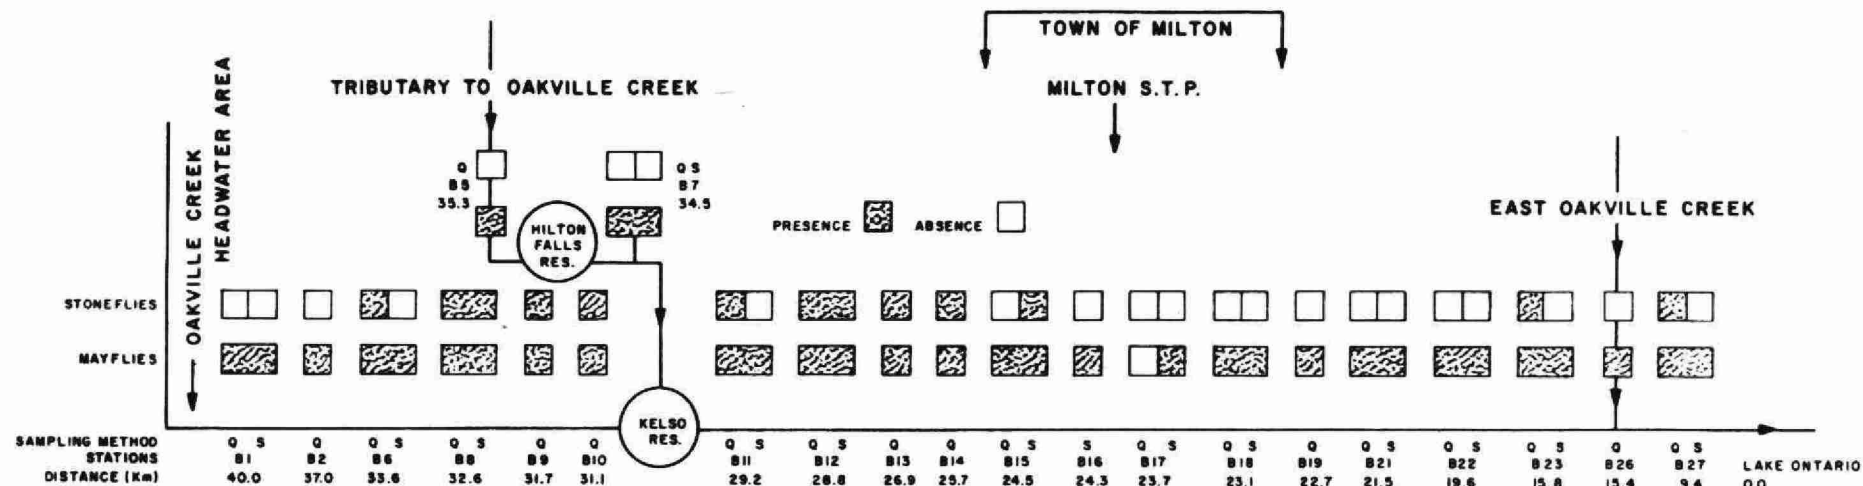 TOWN OF MILTON
TRIBUTARY TO OAKVILLE CREEK
MILTON S.T.P.
OAKVILLE CREEK
HEADWATER AREA
Q
B5
35.3
Q S
B7
34.5
HILTON
FALLS
RES.
PRESENCE ABSENCE
EAST OAKVILLE CREEK
STONEFLIES
MAYFLIES
KELSO
RES.
SAMPLING METHOD Q S Q Q S Q S Q Q Q S Q S Q Q Q S S Q S Q S Q Q S Q S Q S Q Q S
STATIONS B1 B2 B6 B8 B9 B10 B11 B12 B13 B14 B15 B16 B17 B18 B19 B21 B22 B23 B26 B27 LAKE ONTARIO
DISTANCE (Km) 40.0 37.0 33.6 32.6 31.7 31.1 29.2 28.8 26.9 25.7 24.5 24.3 23.7 23.1 22.7 21.5 19.6 15.8 15.4 9.4 0.0